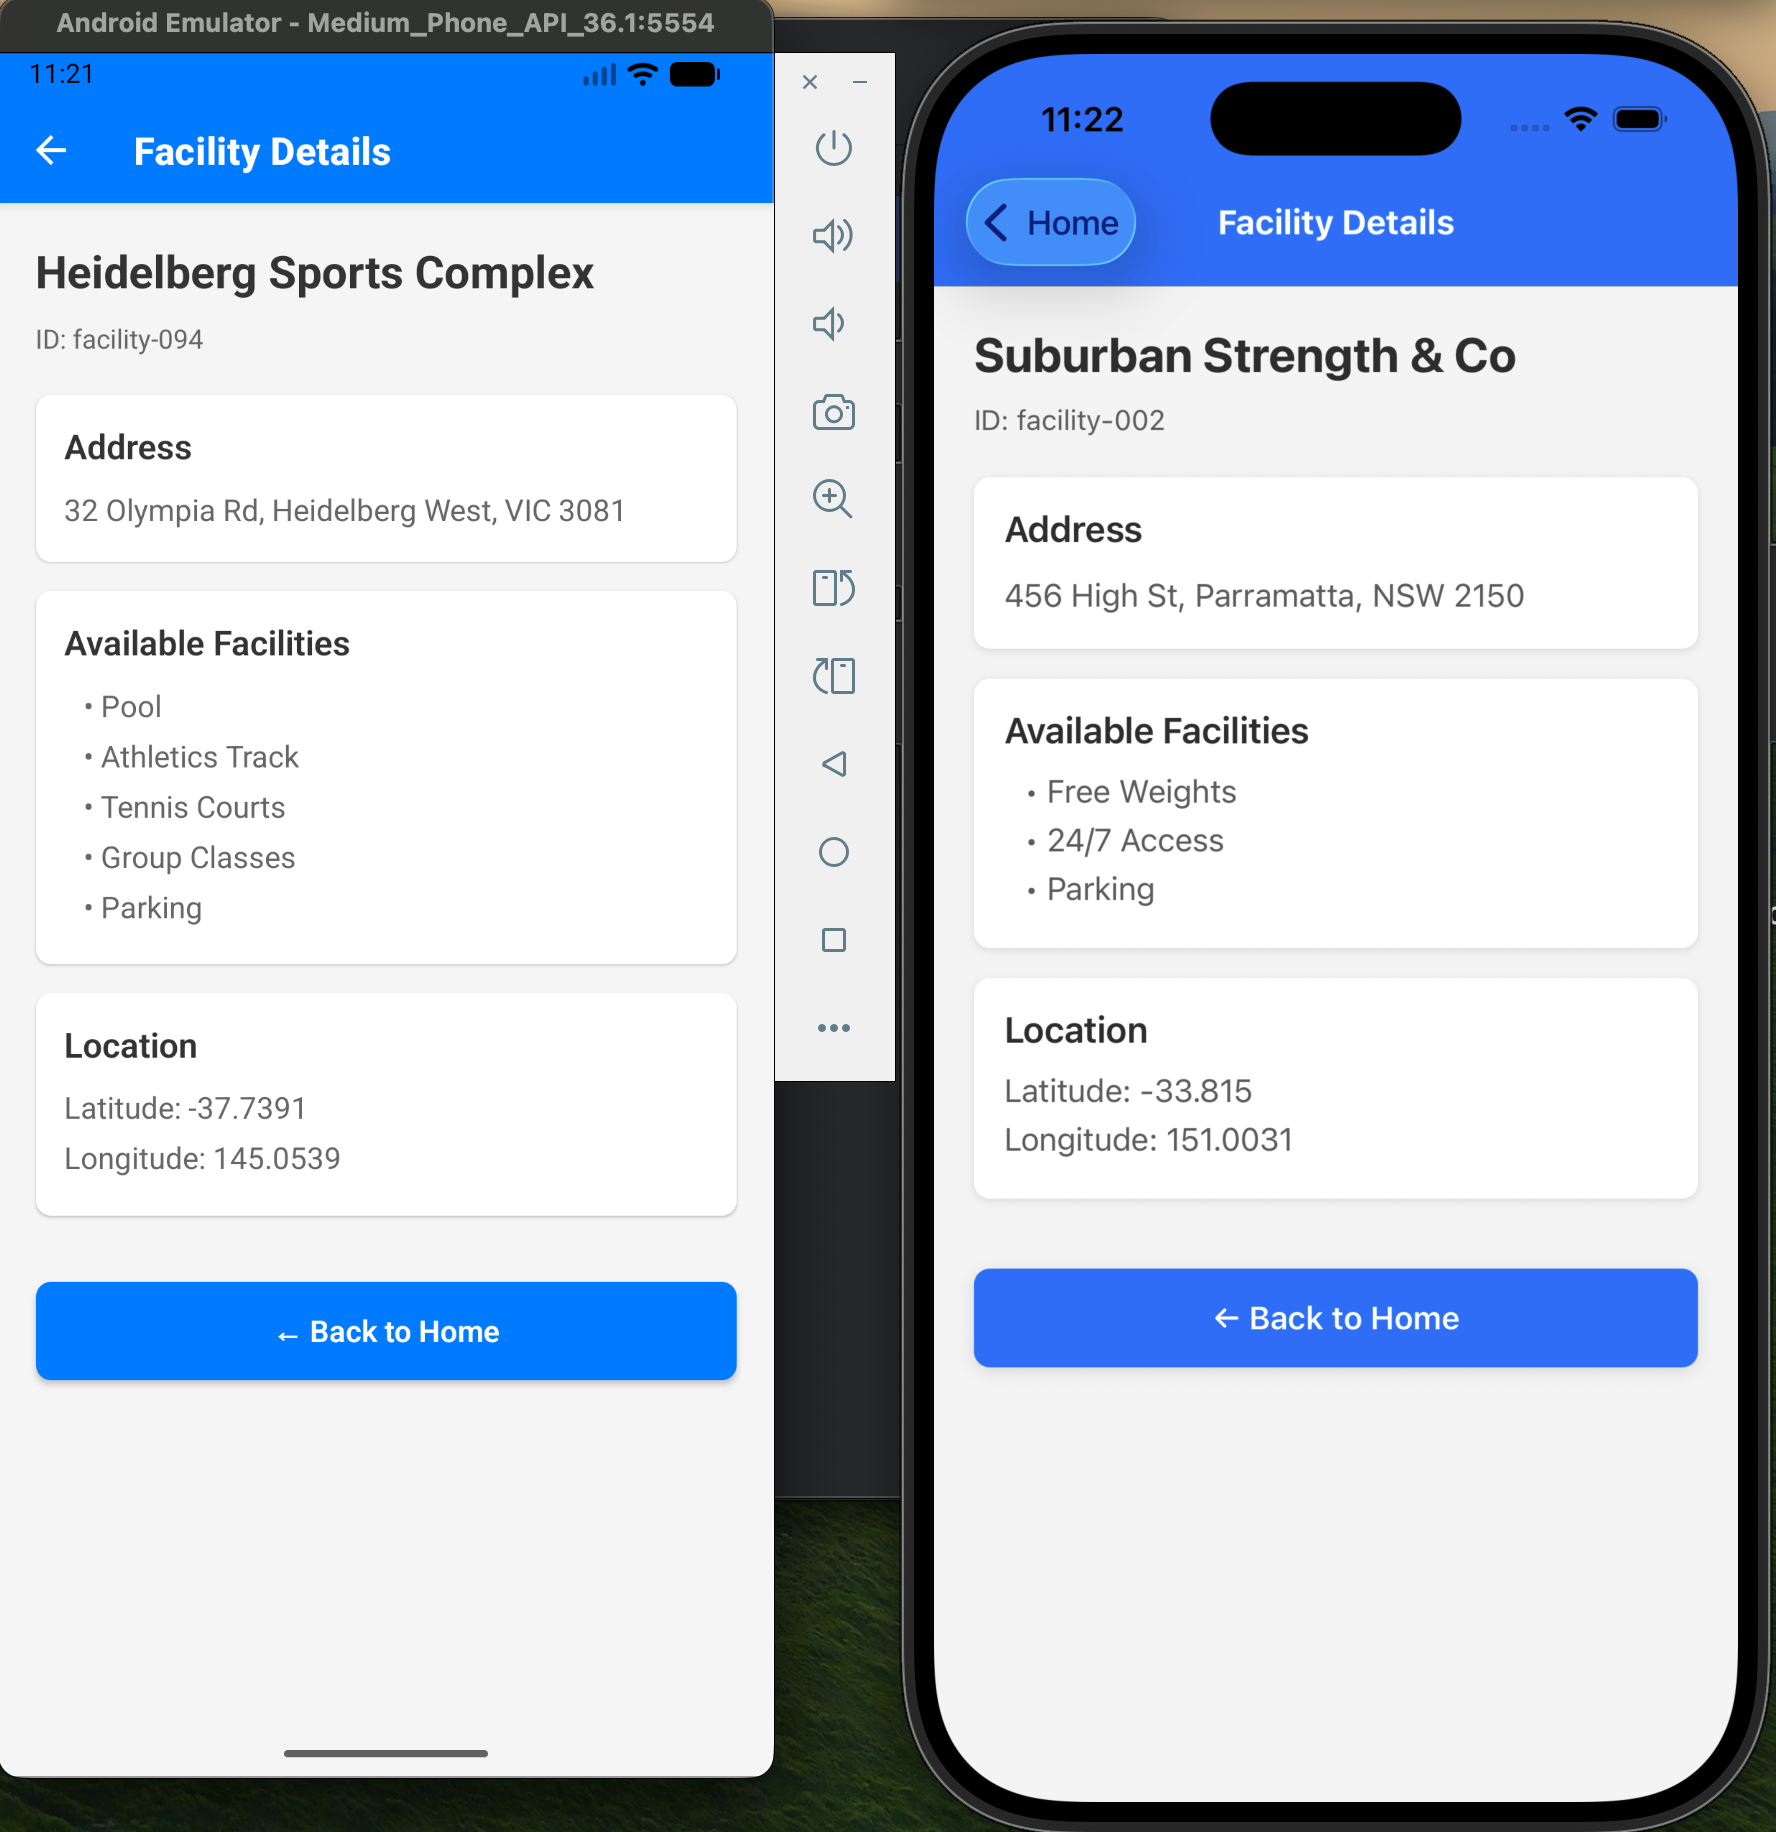 Android Emulator - Medium_Phone_API_36.1:5554
11:21
Facility Details
Heidelberg Sports Complex
ID: facility-094
Address
32 Olympia Rd, Heidelberg West, VIC 3081
Available Facilities
• Pool
• Athletics Track
• Tennis Courts
• Group Classes
• Parking
Location
Latitude: -37.7391
Longitude: 145.0539
← Back to Home
11:22
Home
Facility Details
Suburban Strength & Co
ID: facility-002
Address
456 High St, Parramatta, NSW 2150
Available Facilities
• Free Weights
• 24/7 Access
• Parking
Location
Latitude: -33.815
Longitude: 151.0031
← Back to Home